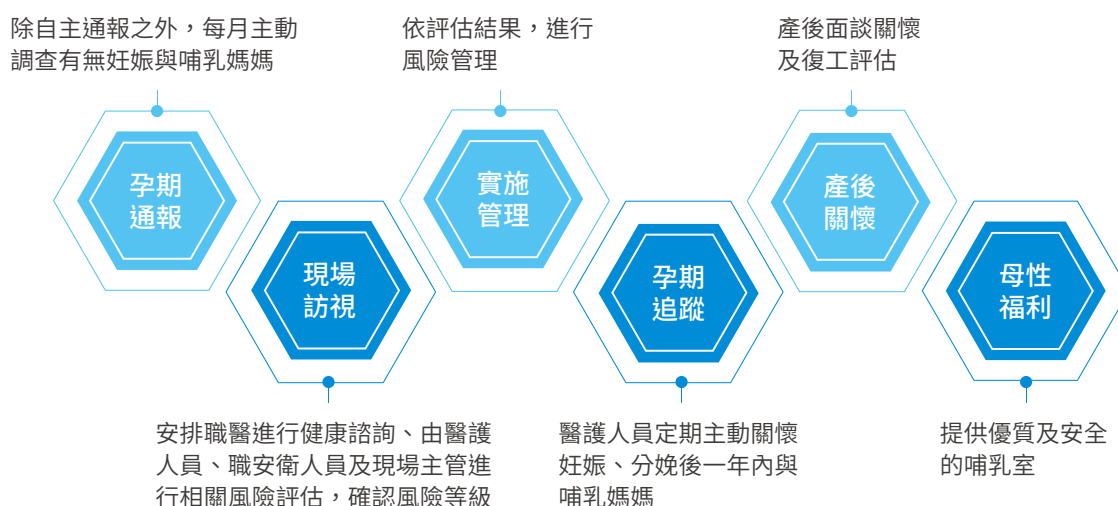 除自主通報之外，每月主動
調查有無妊娠與哺乳媽媽
依評估結果，進行
風險管理
產後面談關懷
及復工評估
孕期
通報
實施
管理
產後
關懷
現場
訪視
孕期
追蹤
母性
福利
安排職醫進行健康諮詢、由醫護
人員、職安衛人員及現場主管進
行相關風險評估，確認風險等級
醫護人員定期主動關懷
妊娠、分娩後一年內與
哺乳媽媽
提供優質及安全
的哺乳室